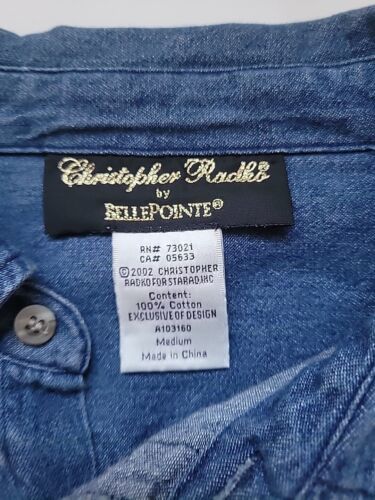 Christopher Radko®
by
BELLEPOINTE®
RN# 73021
CA# 05633
©2002 CHRISTOPHER
RADKO FOR STARAD, INC
Content:
100% Cotton
EXCLUSIVE OF DESIGN
A103160
Medium
Made in China